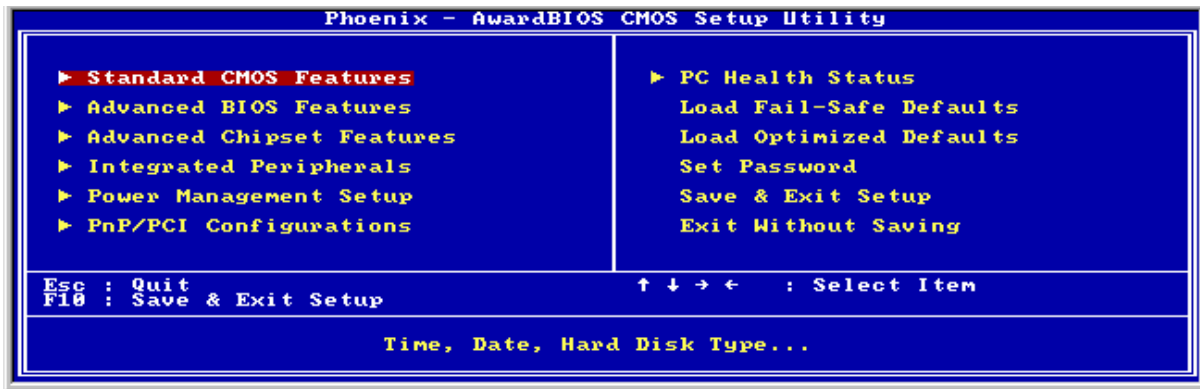 Phoenix - AwardBIOS CMOS Setup Utility
► Standard CMOS Features
► Advanced BIOS Features
► Advanced Chipset Features
► Integrated Peripherals
► Power Management Setup
► PnP/PCI Configurations
► PC Health Status
Load Fail-Safe Defaults
Load Optimized Defaults
Set Password
Save & Exit Setup
Exit Without Saving
Esc : Quit
F10 : Save & Exit Setup
↑ ↓ → ← : Select Item
Time, Date, Hard Disk Type...